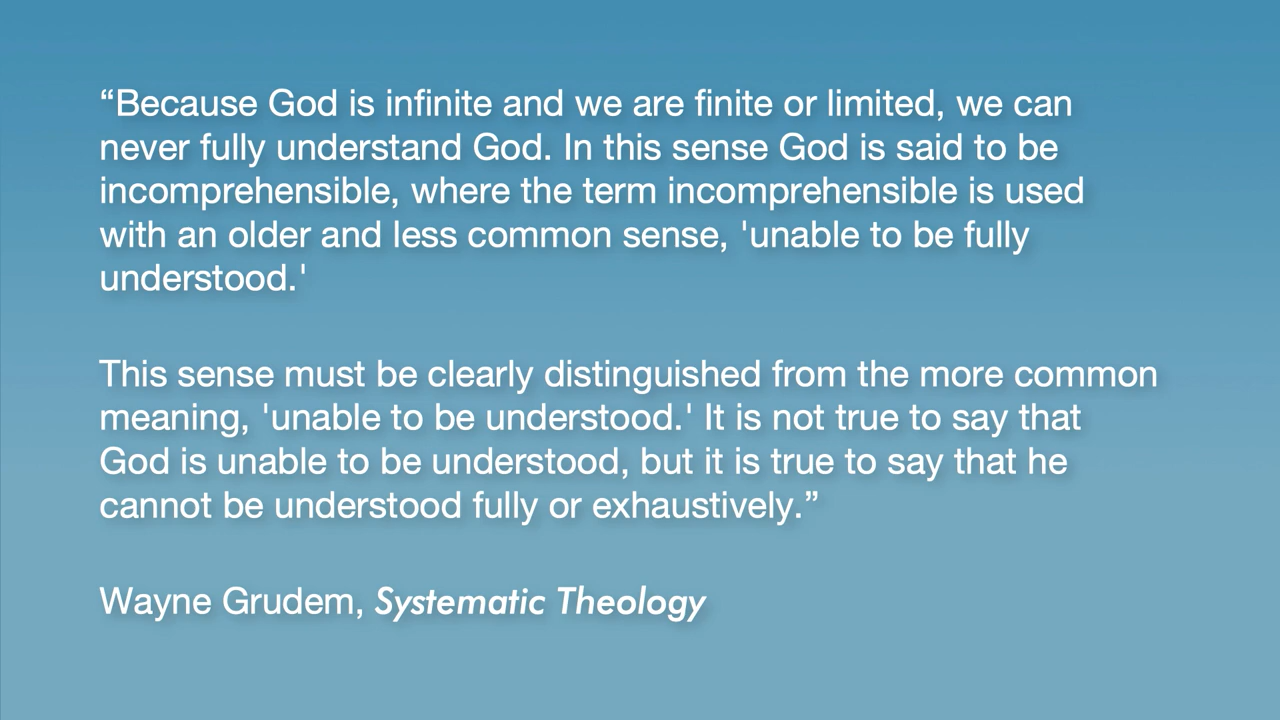 “Because God is infinite and we are finite or limited, we can
never fully understand God. In this sense God is said to be
incomprehensible, where the term incomprehensible is used
with an older and less common sense, 'unable to be fully
understood.'
This sense must be clearly distinguished from the more common
meaning, 'unable to be understood.' It is not true to say that
God is unable to be understood, but it is true to say that he
cannot be understood fully or exhaustively.”
Wayne Grudem, Systematic Theology